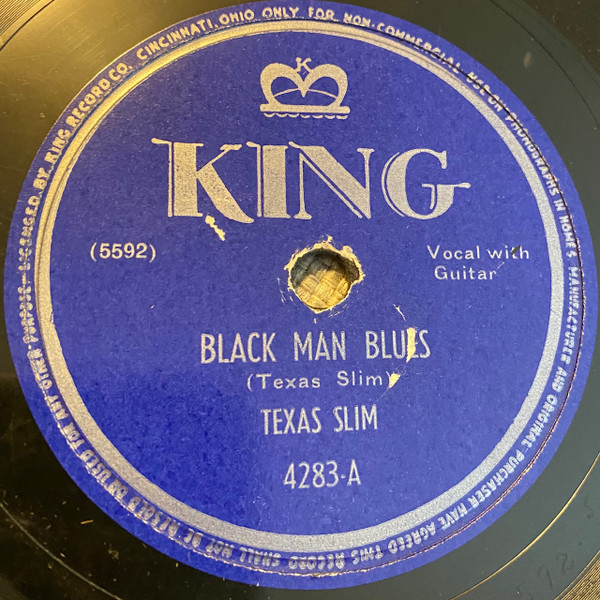 K
KING
(5592)
Vocal with
Guitar
BLACK MAN BLUES
(Texas Slim)
TEXAS SLIM
4283-A
MANUFACTURED AND ORIGINAL PURCHASER HAVE AGREED THIS RECORD SHALL NOT BE RESOLD OR USED FOR ANY OTHER PURPOSE—LICENSED BY KING RECORD CO. CINCINNATI, OHIO ONLY FOR NON-COMMERCIAL USE ON PHONOGRAPHS IN HOMES